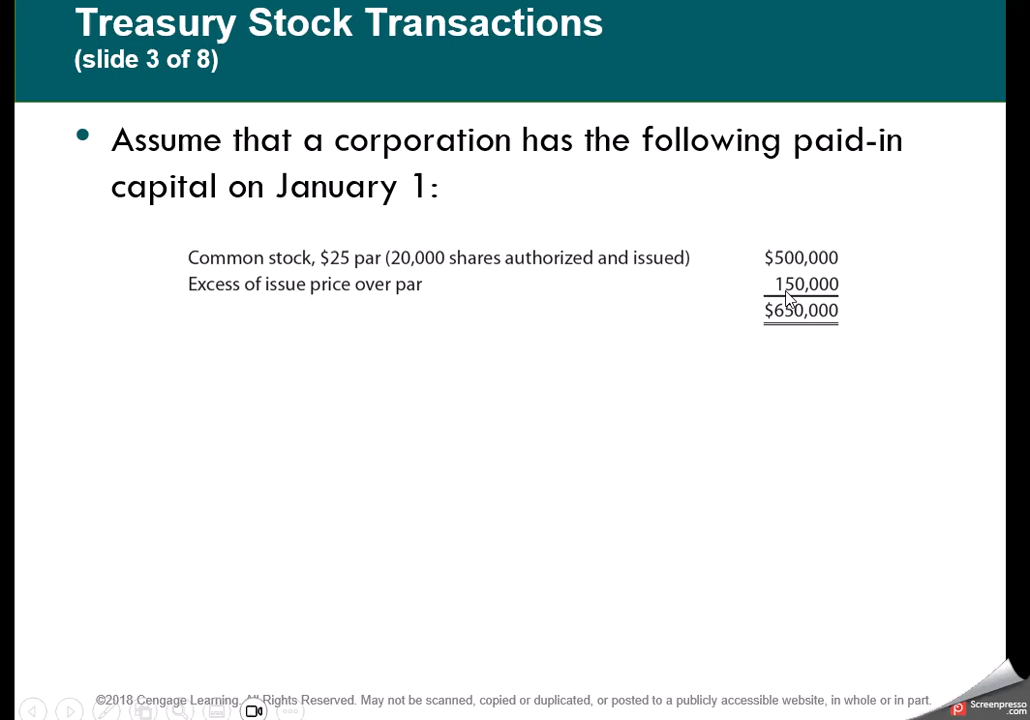 Treasury Stock Transactions
(slide 3 of 8)
• Assume that a corporation has the following paid-in
capital on January 1:
Common stock, $25 par (20,000 shares authorized and issued) $500,000
Excess of issue price over par 150,000
$650,000
©2018 Cengage Learning. All Rights Reserved. May not be scanned, copied or duplicated, or posted to a publicly accessible website, in whole or in part.
Screenpresso
.com